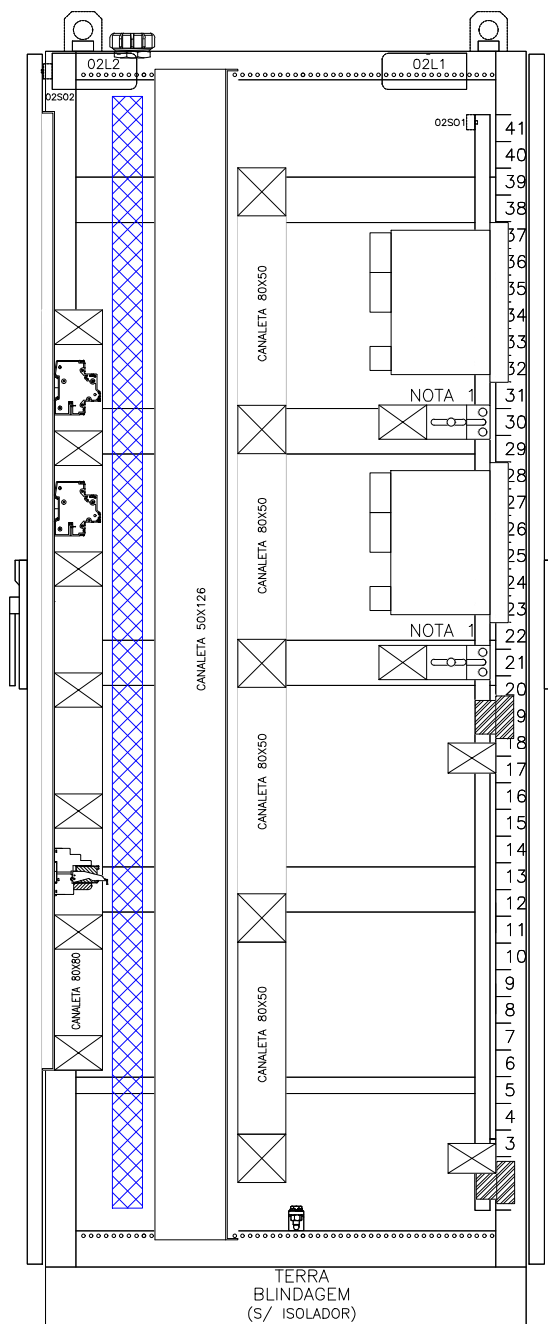 02L2
02L1
02S02
02S01
41
40
39
38
37
36
35
34
33
32
31
30
29
28
27
26
25
24
23
22
21
20
9
18
17
16
15
14
13
12
11
10
9
8
7
6
5
4
3
CANALETA 80X50
NOTA 1
CANALETA 80X50
CANALETA 50X126
NOTA 1
CANALETA 80X50
CANALETA 80X80
CANALETA 80X50
TERRA
BLINDAGEM
(S/ ISOLADOR)